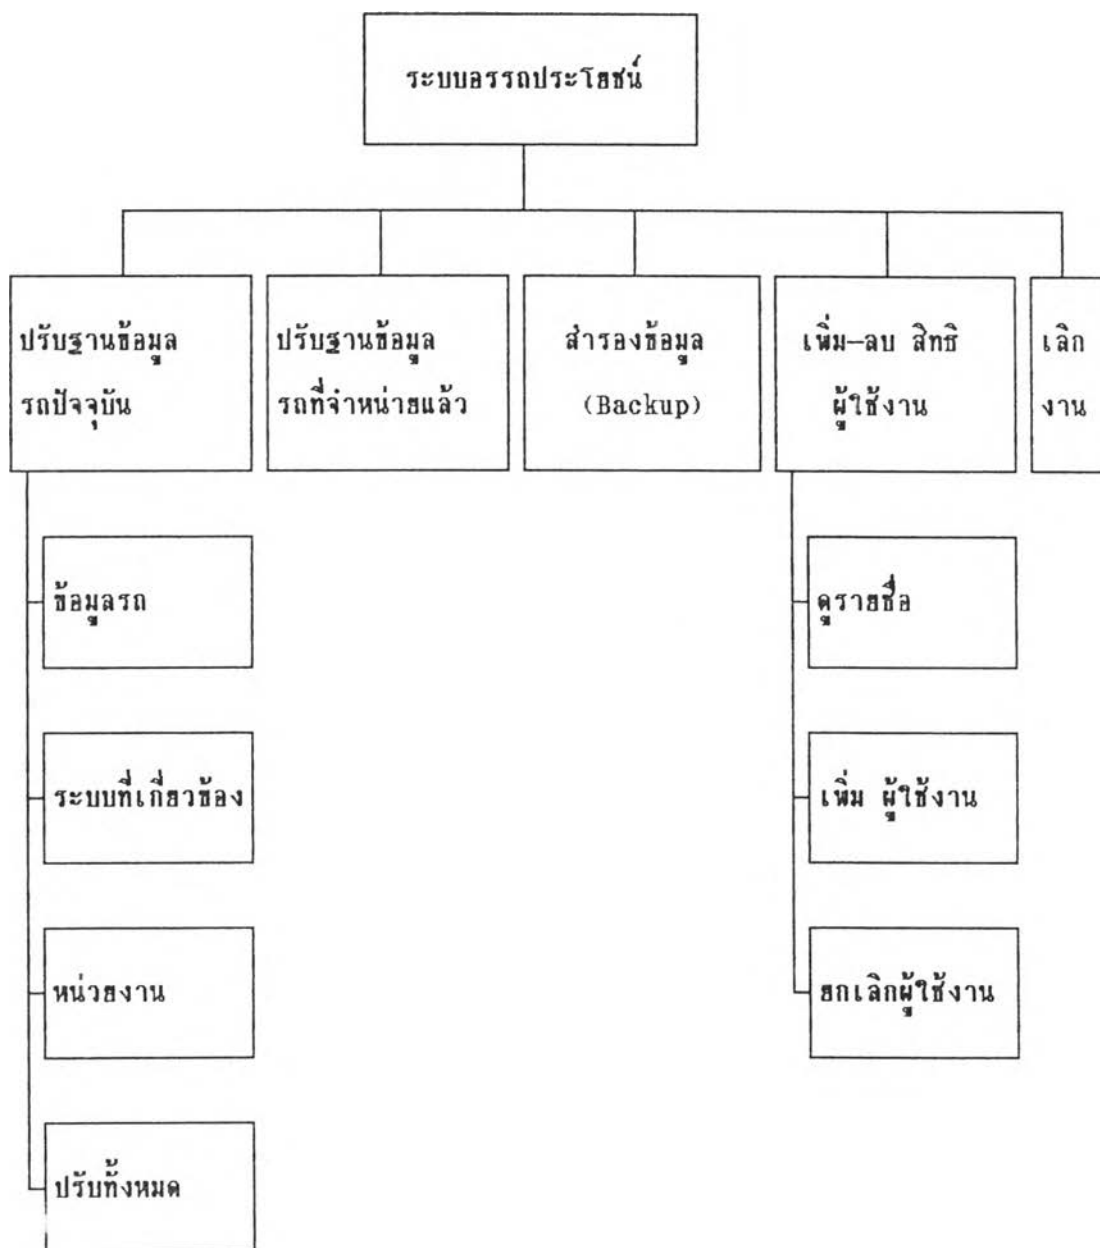 ระบบอรรถประโยชน์
ปรับฐานข้อมูล
รถปัจจุบัน
ปรับฐานข้อมูล
รถที่จำหน่ายแล้ว
สำรองข้อมูล
(Backup)
เพิ่ม-ลบ สิทธิ
ผู้ใช้งาน
เลิก
งาน
ข้อมูลรถ
ระบบที่เกี่ยวข้อง
หน่วยงาน
ปรับทั้งหมด
ดูรายชื่อ
เพิ่ม ผู้ใช้งาน
ยกเลิกผู้ใช้งาน